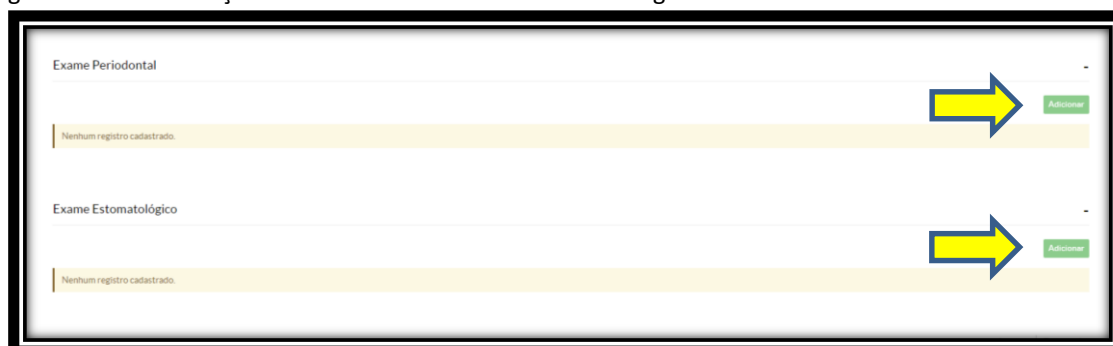 Exame Periodontal
-
Adicionar
Nenhum registro cadastrado.
Exame Estomatológico
-
Adicionar
Nenhum registro cadastrado.